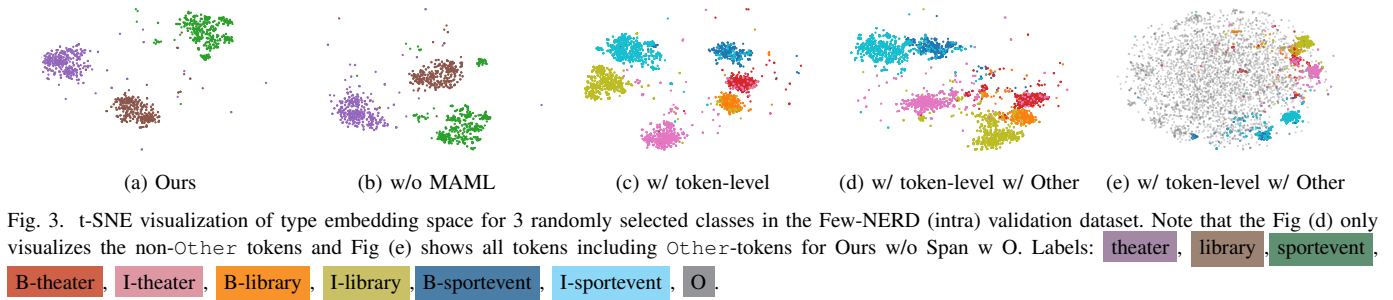 (a) Ours (b) w/o MAML (c) w/ token-level (d) w/ token-level w/ Other (e) w/ token-level w/ Other
Fig. 3. t-SNE visualization of type embedding space for 3 randomly selected classes in the Few-NERD (intra) validation dataset. Note that the Fig (d) only
visualizes the non-Other tokens and Fig (e) shows all tokens including Other-tokens for Ours w/o Span w O. Labels: theater , library , sportevent ,
B-theater , I-theater , B-library , I-library , B-sportevent , I-sportevent , O .